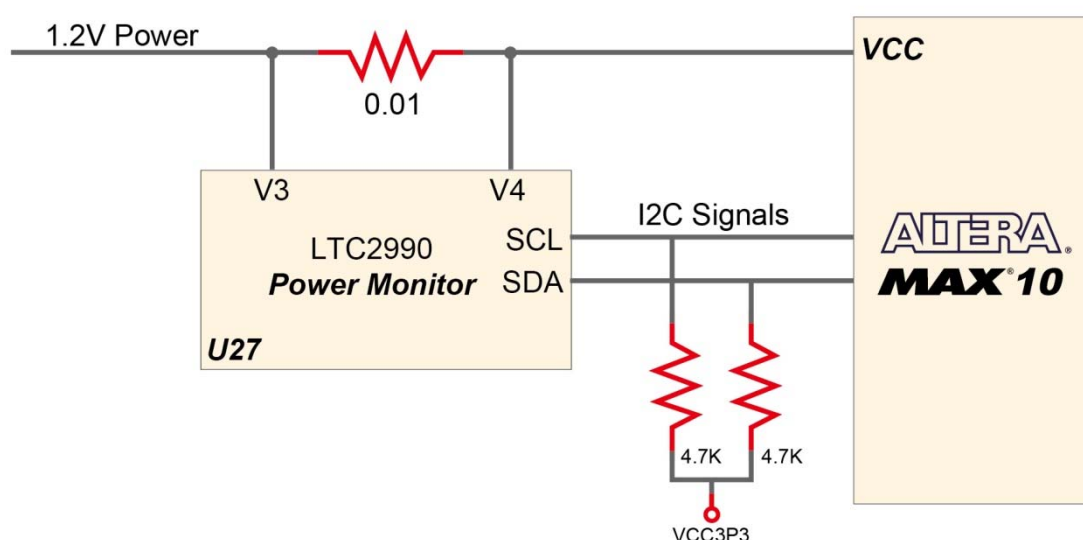 1.2V Power
0.01
VCC
V3
V4
I2C Signals
SCL
LTC2990
Power Monitor
SDA
U27
ALTERA®
MAX® 10
4.7K
4.7K
VCC3P3